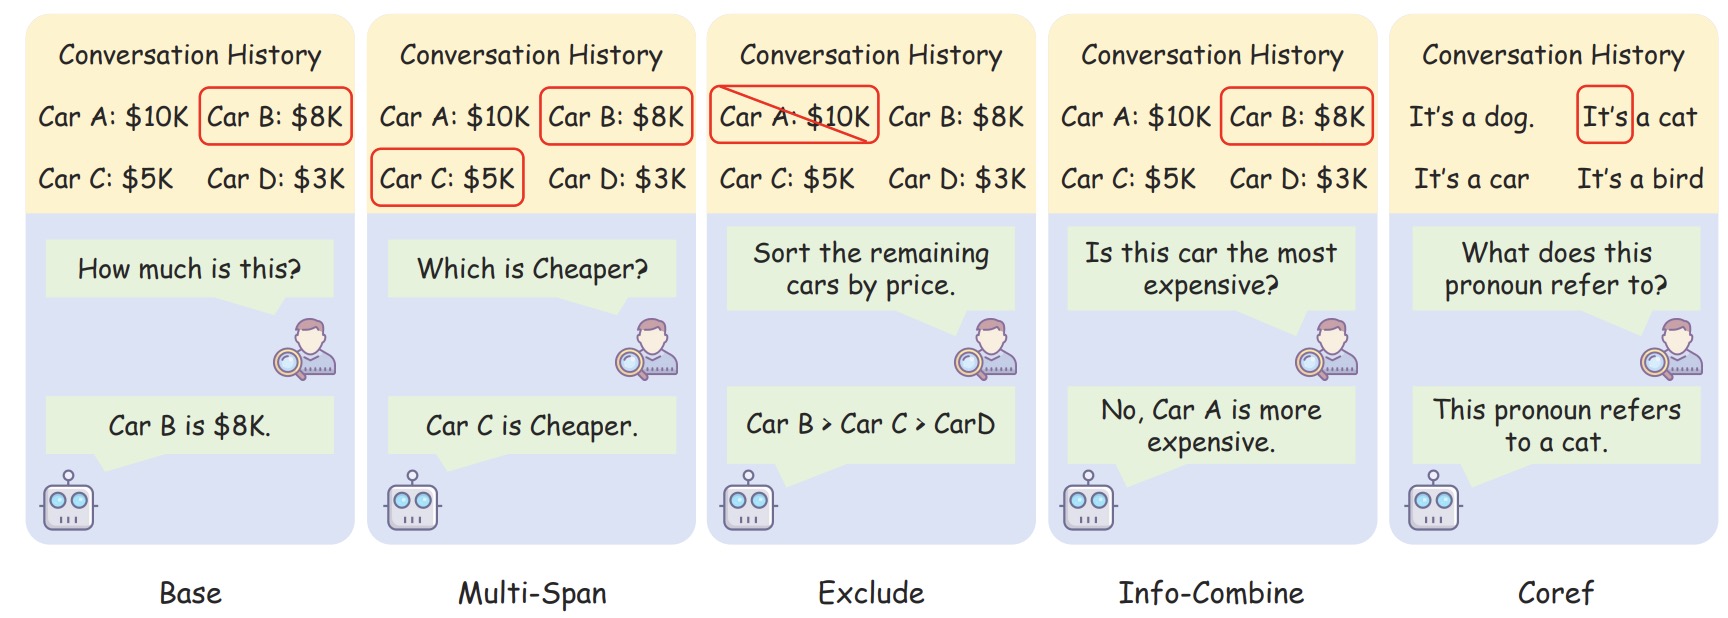 Conversation History
Car A: $10K Car B: $8K
Car C: $5K Car D: $3K
How much is this?
Car B is $8K.
Base
Conversation History
Car A: $10K Car B: $8K
Car C: $5K Car D: $3K
Which is Cheaper?
Car C is Cheaper.
Multi-Span
Conversation History
Car A: $10K Car B: $8K
Car C: $5K Car D: $3K
Sort the remaining
cars by price.
Car B > Car C > CarD
Exclude
Conversation History
Car A: $10K Car B: $8K
Car C: $5K Car D: $3K
Is this car the most
expensive?
No, Car A is more
expensive.
Info-Combine
Conversation History
It's a dog. It's a cat
It's a car It's a bird
What does this
pronoun refer to?
This pronoun refers
to a cat.
Coref